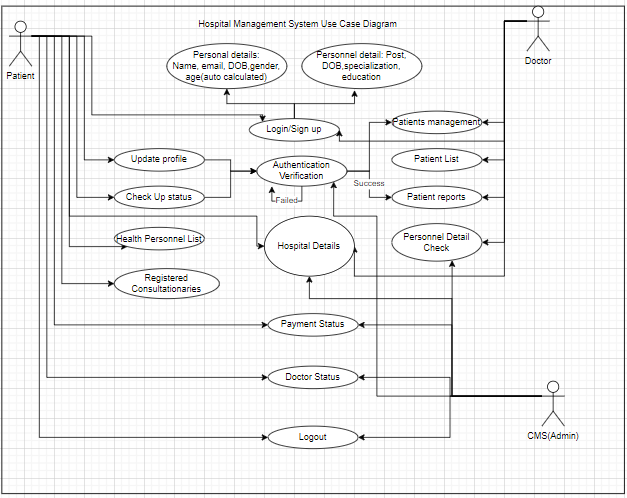 Hospital Management System Use Case Diagram
Patient
Doctor
Personal details:
Name, email, DOB,gender,
age(auto calculated)
Personnel detail: Post,
DOB,specialization,
education
Login/Sign up
Patients management
Update profile
Authentication
Verification
Patient List
Success
Check Up status
Failed
Patient reports
Health Personnel List
Hospital Details
Personnel Detail
Check
Registered
Consultationaries
Payment Status
Doctor Status
CMS(Admin)
Logout